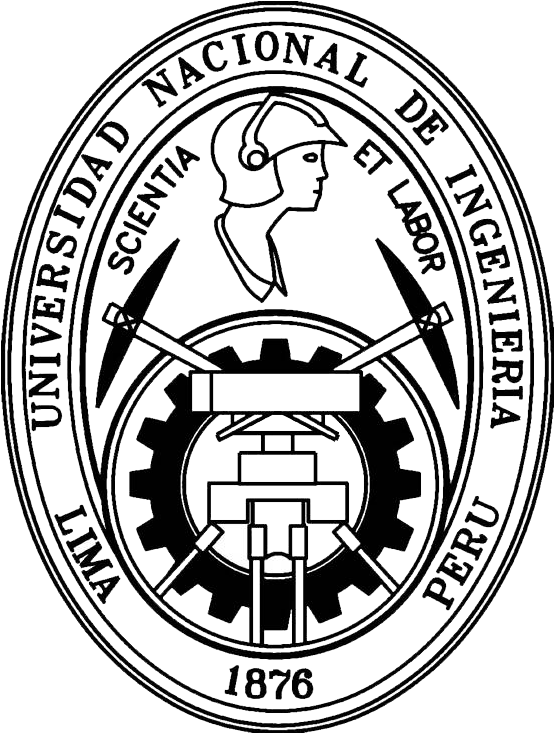 UNIVERSIDAD NACIONAL DE INGENIERIA
SCIENTIA ET LABOR
LIMA PERU
1876